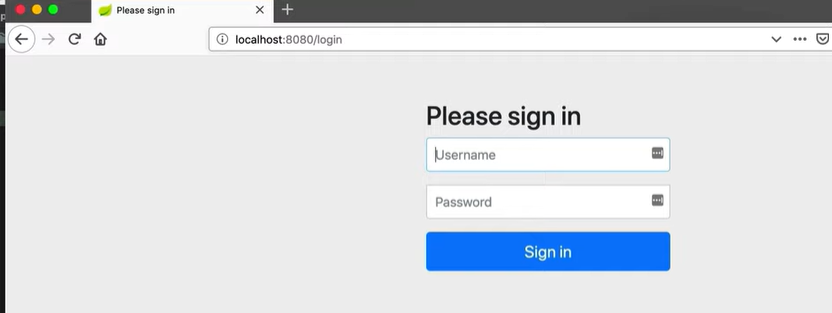 Please sign in
localhost:8080/login
Please sign in
Username
Password
Sign in